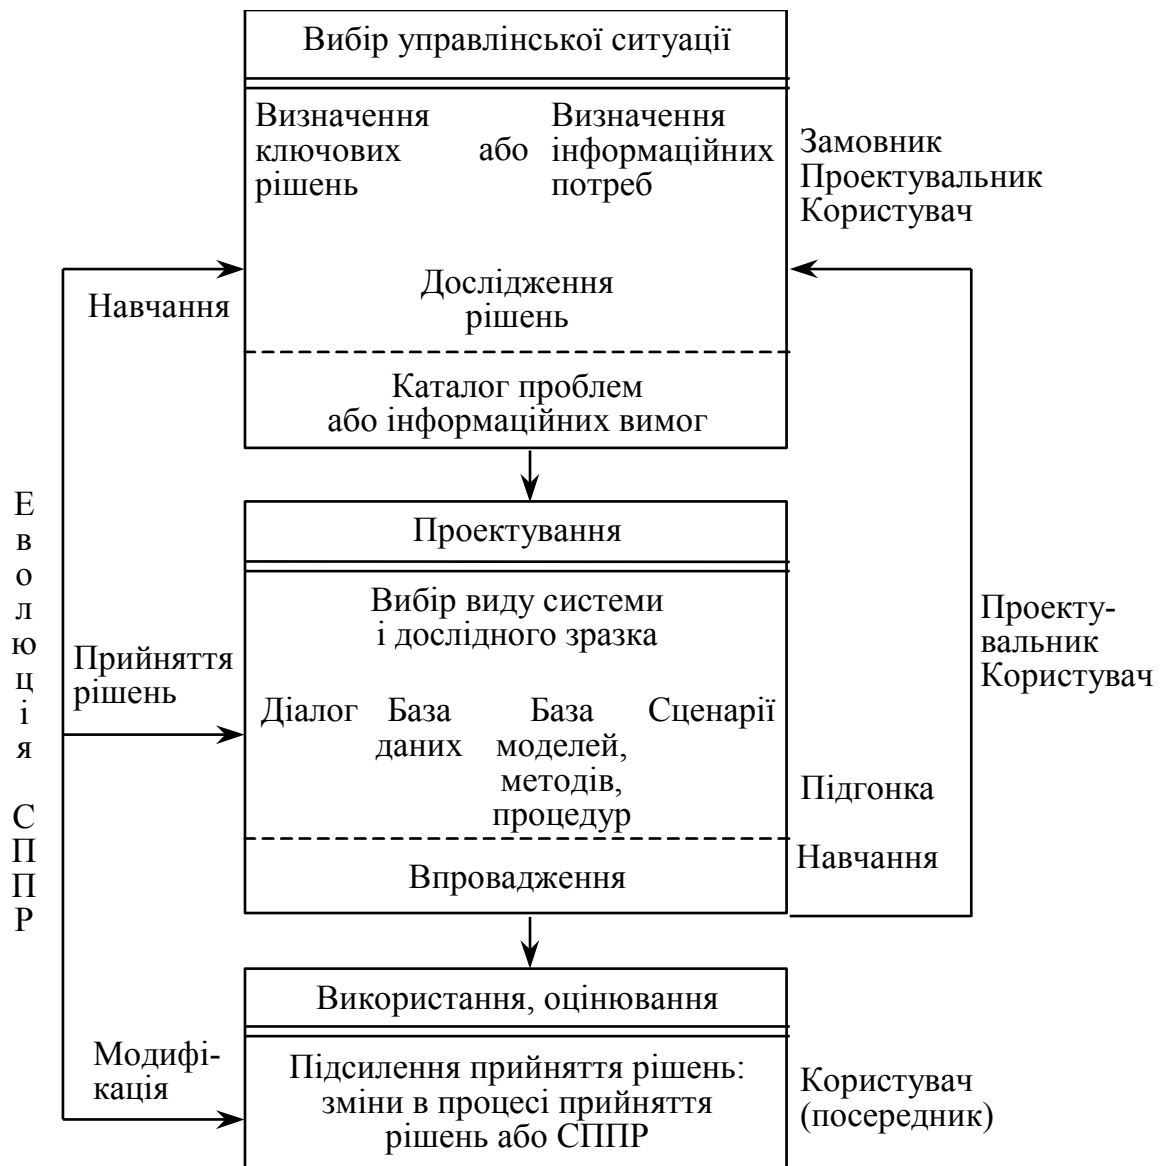 Вибір управлінської ситуації
Визначення
ключових
рішень
або
Визначення
інформаційних
потреб
Замовник
Проектувальник
Користувач
Дослідження
рішень
Навчання
Каталог проблем
або інформаційних вимог
Еволюція СППР
Проектування
Вибір виду системи
і дослідного зразка
Проекту-
вальник
Користувач
Прийняття
рішень
Діалог
База
даних
База
моделей,
методів,
процедур
Сценарії
Підгонка
Навчання
Впровадження
Використання, оцінювання
Модифі-
кація
Підсилення прийняття рішень:
зміни в процесі прийняття
рішень або СППР
Користувач
(посередник)